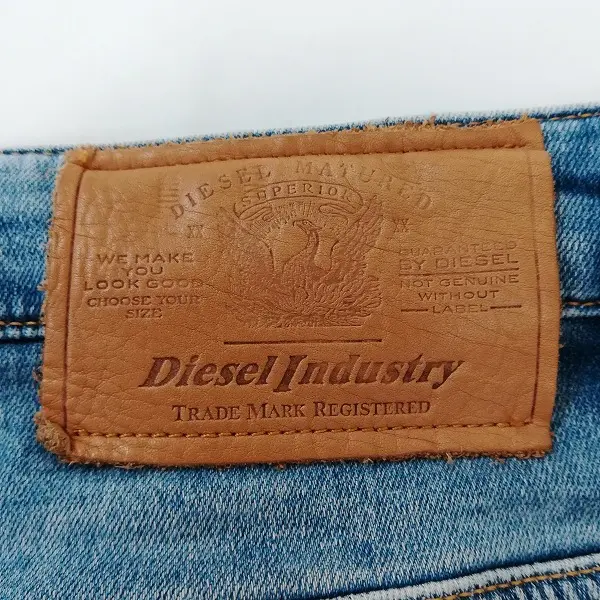 DIESEL MATURED
SUPERIOR
XX XX
WE MAKE
YOU
LOOK GOOD
CHOOSE YOUR
SIZE
GUARANTEED
BY DIESEL
NOT GENUINE
WITHOUT
LABEL
Diesel Industry
TRADE MARK REGISTERED